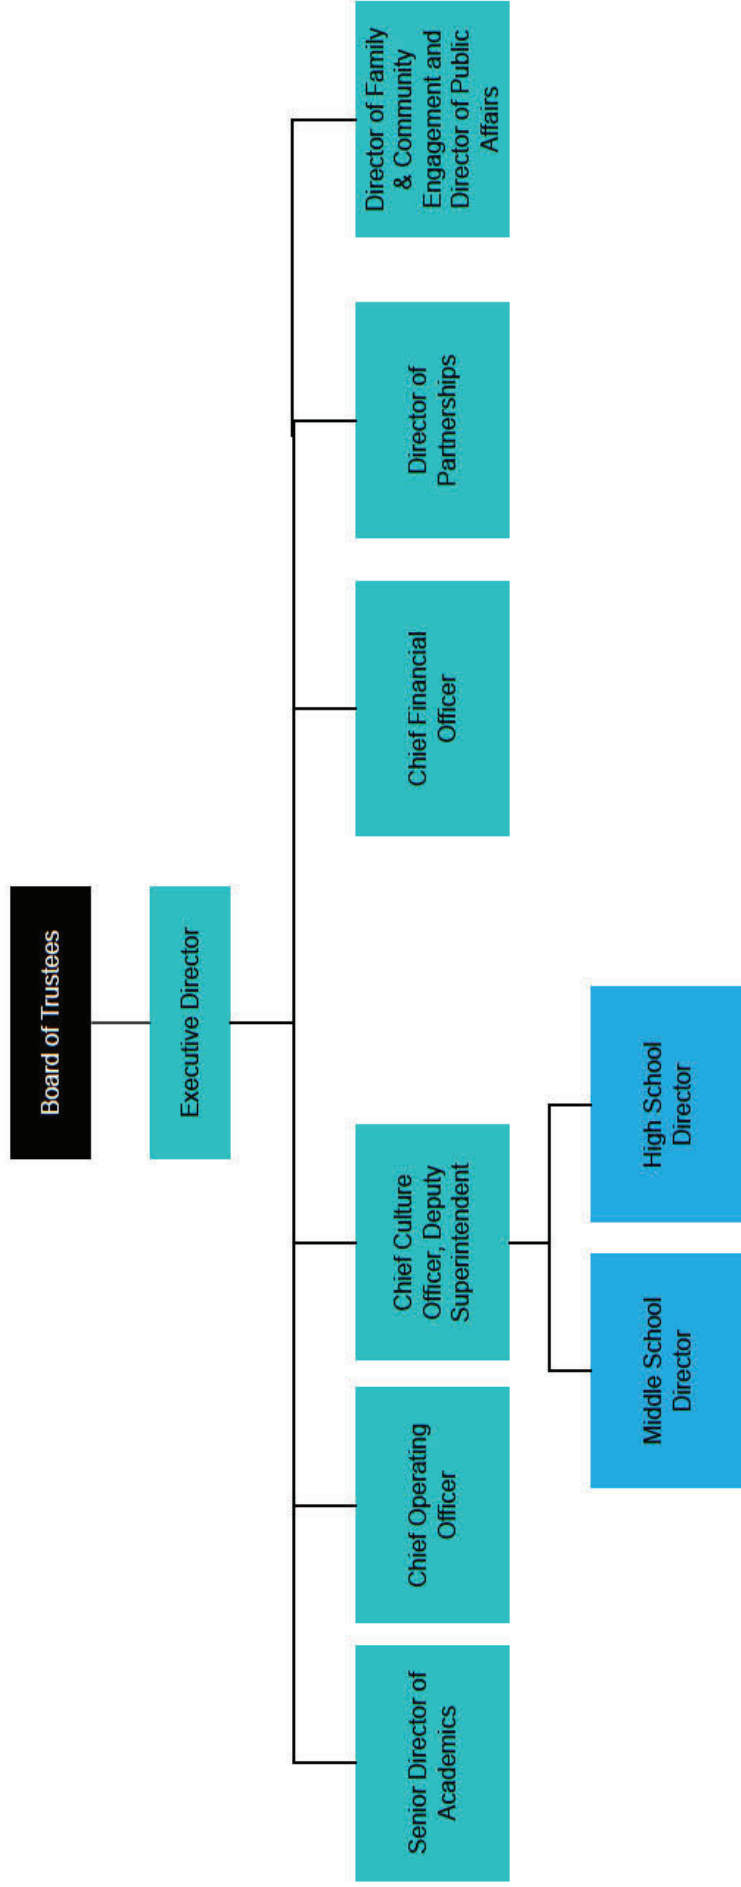 Board of Trustees
Executive Director
Senior Director of
Academics
Chief Operating
Officer
Chief Culture
Officer, Deputy
Superintendent
Chief Financial
Officer
Director of
Partnerships
Director of Family
& Community
Engagement and
Director of Public
Affairs
Middle School
Director
High School
Director